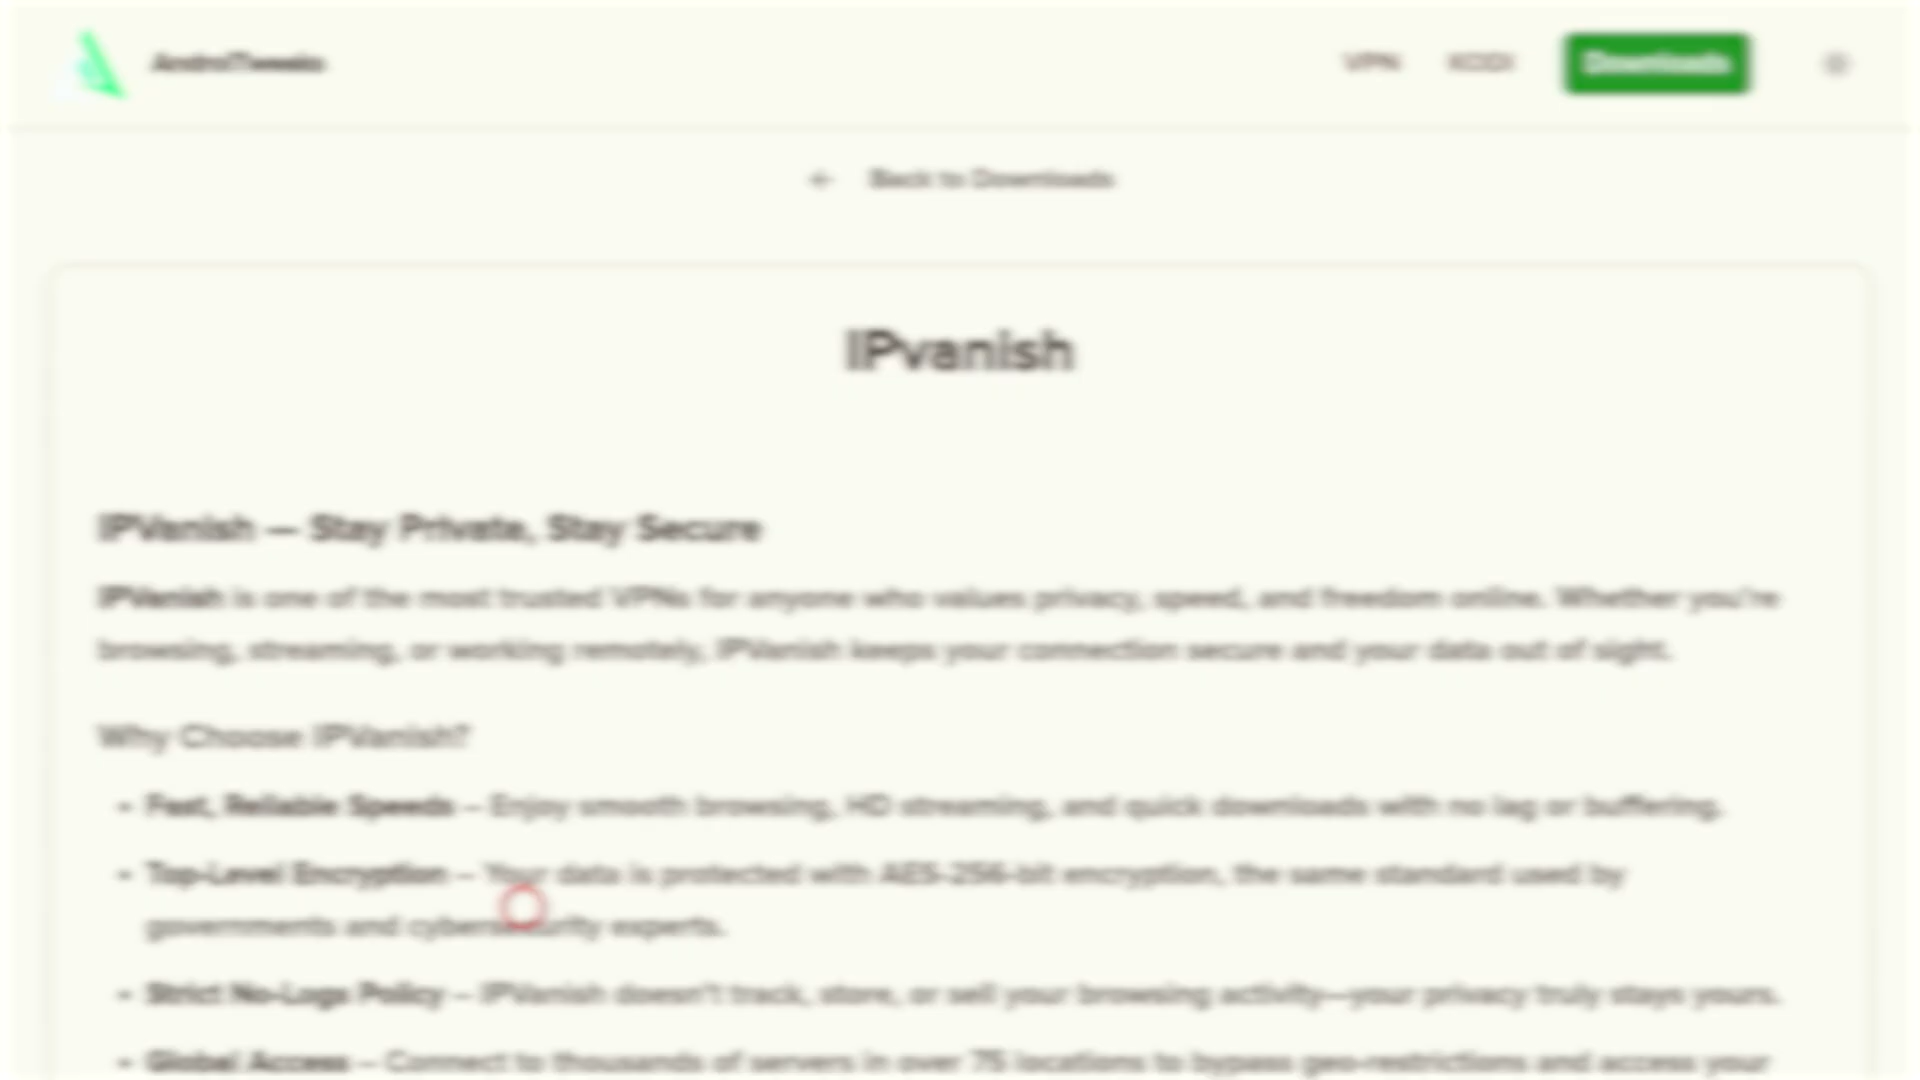 AndroTweaks
VPN
KODI
Downloads
← Back to Downloads
IPvanish
IPVanish — Stay Private, Stay Secure
IPVanish is one of the most trusted VPNs for anyone who values privacy, speed, and freedom online. Whether you're
browsing, streaming, or working remotely, IPVanish keeps your connection secure and your data out of sight.
Why Choose IPVanish?
- Fast, Reliable Speeds – Enjoy smooth browsing, HD streaming, and quick downloads with no lag or buffering.
- Top-Level Encryption – Your data is protected with AES-256-bit encryption, the same standard used by
governments and cybersecurity experts.
- Strict No-Logs Policy – IPVanish doesn't track, store, or sell your browsing activity—your privacy truly stays yours.
- Global Access – Connect to thousands of servers in over 75 locations to bypass geo-restrictions and access your